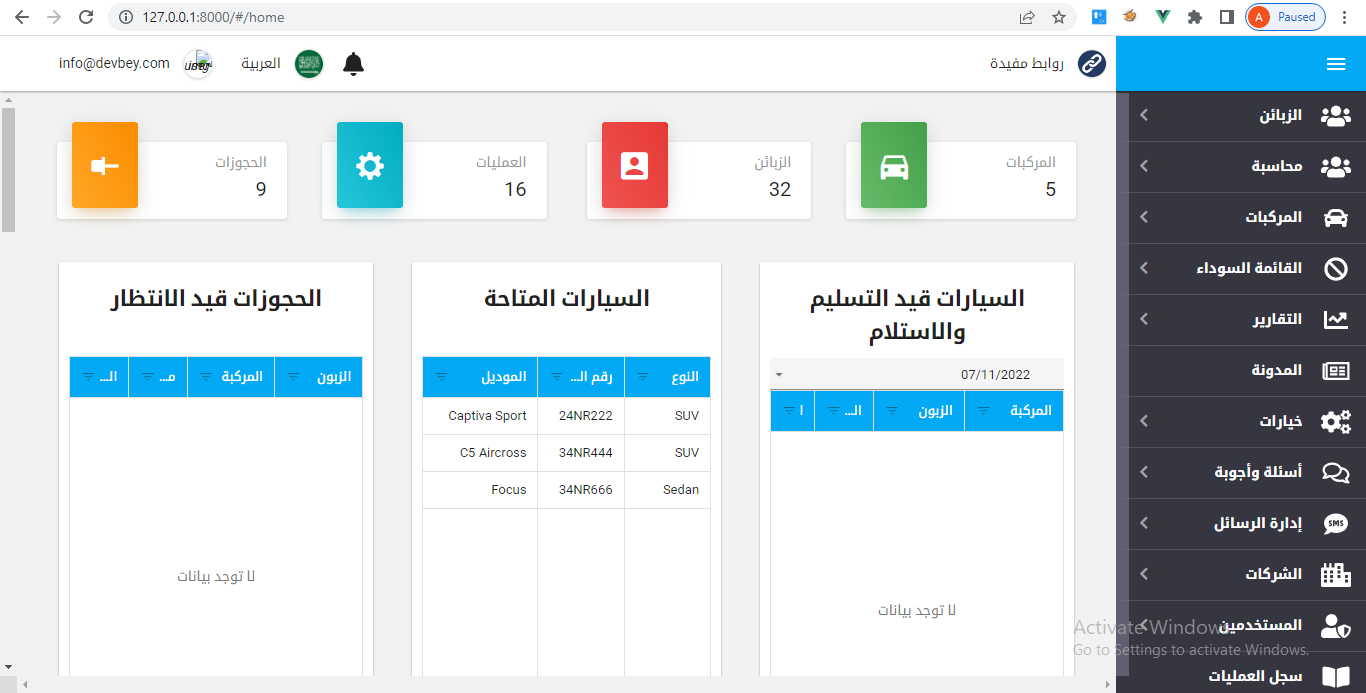 127.0.0.1:8000/#/home
A
Paused
روابط مفيدة
العربية
info@devbey.com
الزبائن
محاسبة
المركبات
القائمة السوداء
التقارير
المدونة
خيارات
أسئلة وأجوبة
إدارة الرسائل
SMS
الشركات
المستخدمين
سجل العمليات
المركبات
5
الزبائن
32
العمليات
16
الحجوزات
9
السيارات قيد التسليم
والاستلام
07/11/2022
المركبة الزبون الـ... ا
لا توجد بيانات
السيارات المتاحة
النوع رقم الـ... الموديل
SUV 24NR222 Captiva Sport
SUV 34NR444 C5 Aircross
Sedan 34NR666 Focus
الحجوزات قيد الانتظار
الزبون المركبة مـ... الـ...
لا توجد بيانات
Activate Windows
Go to Settings to activate Windows.